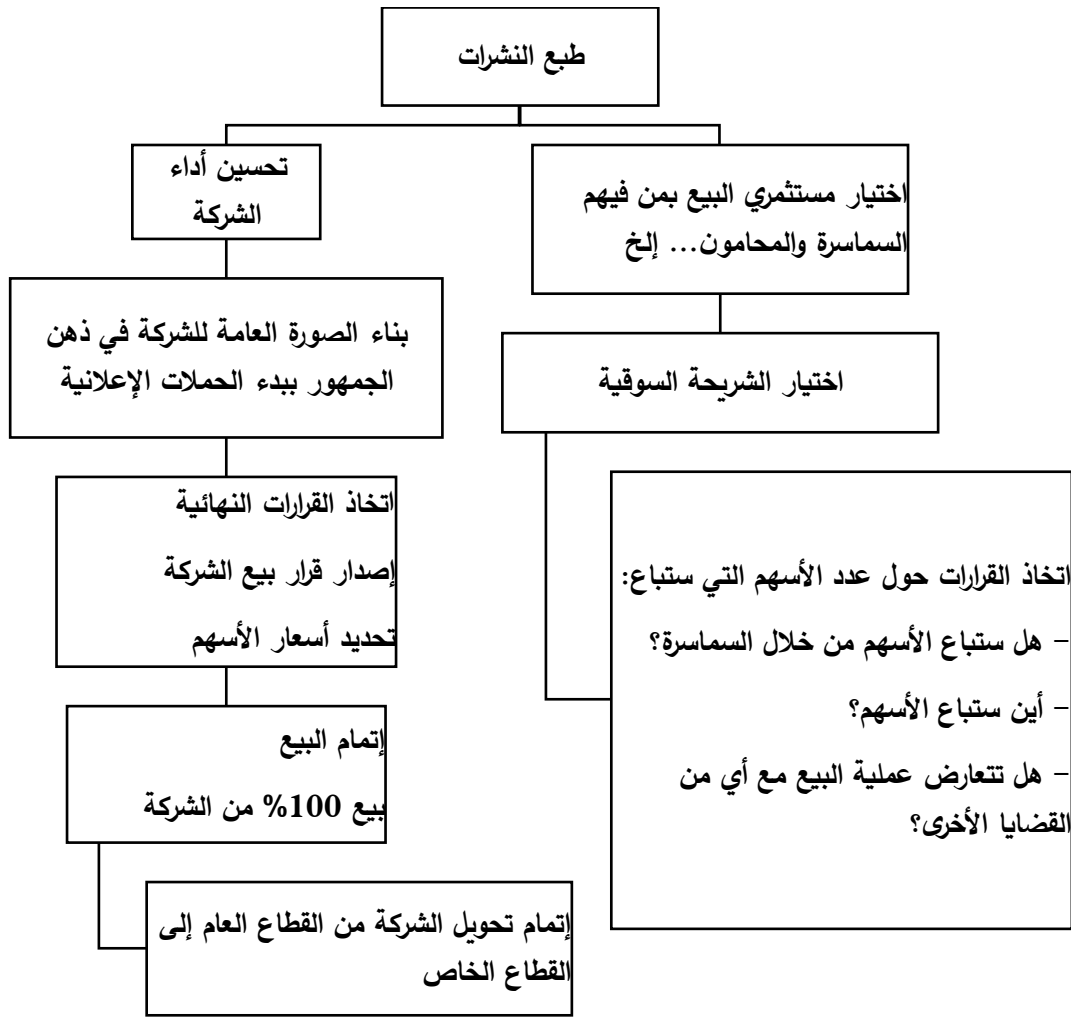 طبع النشرات
اختيار مستثمري البيع بمن فيهم
السماسرة والمحامون... إلخ
اختيار الشريحة السوقية
اتخاذ القرارات حول عدد الأسهم التي ستباع:
- هل ستباع الأسهم من خلال السماسرة؟
- أين ستباع الأسهم؟
- هل تتعارض عملية البيع مع أي من
القضايا الأخرى؟
تحسين أداء
الشركة
بناء الصورة العامة للشركة في ذهن
الجمهور ببدء الحملات الإعلانية
اتخاذ القرارات النهائية
إصدار قرار بيع الشركة
تحديد أسعار الأسهم
إتمام البيع
بيع 100% من الشركة
إتمام تحويل الشركة من القطاع العام إلى
القطاع الخاص